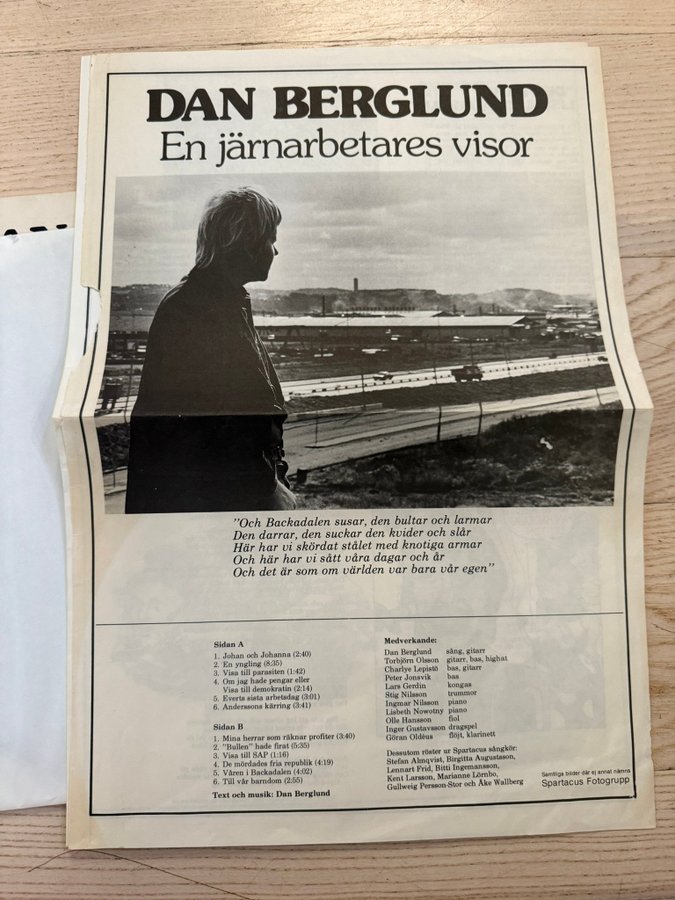 DAN BERGLUND
En järnarbetares visor
"Och Backadalen susar, den bultar och larmar
Den darrar, den suckar den kvider och slår
Här har vi skördat stålet med knotiga armar
Och här har vi sått våra dagar och år
Och det är som om världen var bara vår egen"
Sidan A
1. Johan och Johanna (2:40)
2. En yngling (8:35)
3. Visa till parasiten (1:42)
4. Om jag hade pengar eller
Visa till demokratin (2:14)
5. Everts sista arbetsdag (3:01)
6. Anderssons kärring (3:41)
Sidan B
1. Mina herrar som räknar profiter (3:40)
2. "Bullen" hade firat (5:35)
3. Visa till SAP (1:16)
4. De mördades fria republik (4:19)
5. Våren i Backadalen (4:02)
6. Till vår barndom (2:55)
Text och musik: Dan Berglund
Medverkande:
Dan Berglund sång, gitarr
Torbjörn Olsson gitarr, bas, highat
Charlye Lepistö bas, gitarr
Peter Jonsvik bas
Lars Gerdin kongas
Stig Nilsson trummor
Ingmar Nilsson piano
Lisbeth Nowotny piano
Olle Hansson fiol
Inger Gustavsson dragspel
Göran Oldéus flöjt, klarinett
Dessutom röster ur Spartacus sångkör:
Stefan Almqvist, Birgitta Augustsson,
Lennart Frid, Bitti Ingemansson,
Kent Larsson, Marianne Lörnbo,
Gullweig Persson-Stor och Åke Wallberg
Samtliga bilder där ej annat nämns
Spartacus Fotogrupp